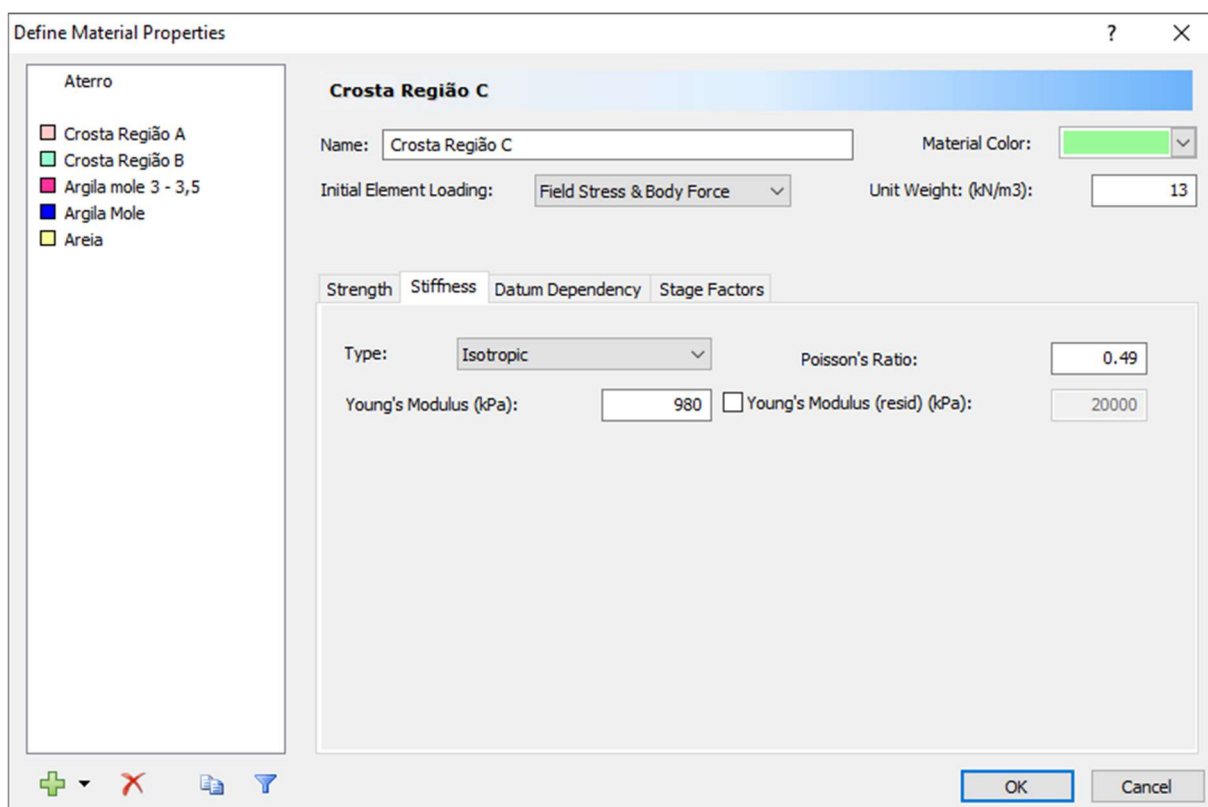 Define Material Properties ?
Aterro
Crosta Região A
Crosta Região B
Argila mole 3 - 3,5
Argila Mole
Areia
Crosta Região C
Name: Crosta Região C Material Color:
Initial Element Loading: Field Stress & Body Force Unit Weight: (kN/m3): 13
Strength Stiffness Datum Dependency Stage Factors
Type: Isotropic Poisson's Ratio: 0.49
Young's Modulus (kPa): 980 Young's Modulus (resid) (kPa): 20000
OK Cancel